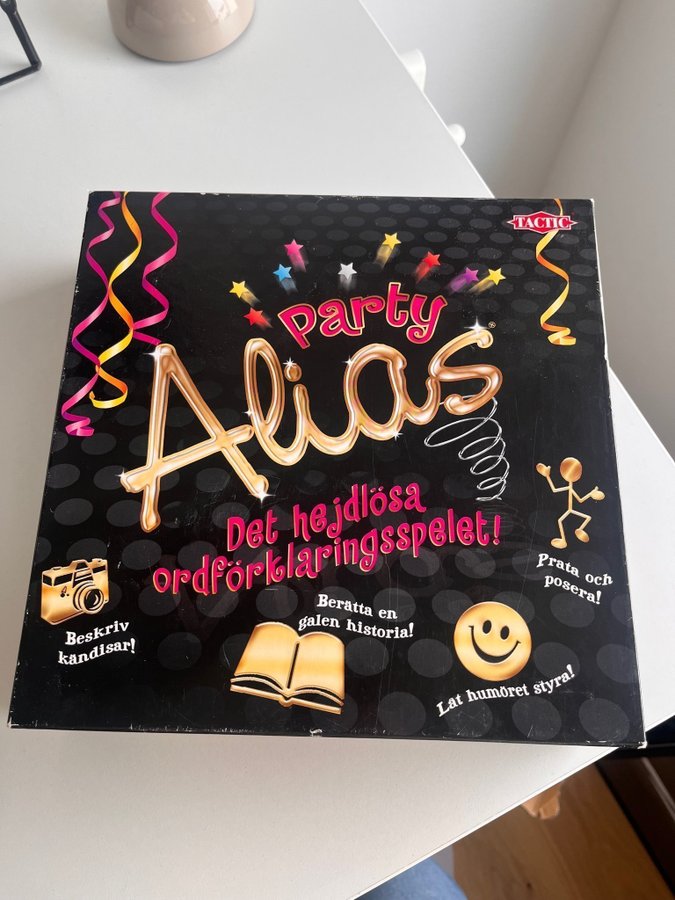 TACTIC
Party
Alias®
Det hejdlösa
ordförklaringsspelet!
Prata och
posera!
Beskriv
kändisar!
Berätta en
galen historia!
Låt humöret styra!